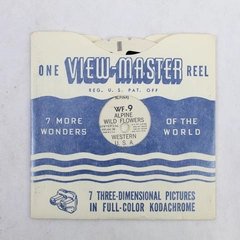 ONE VIEW-MASTER REEL
REG. U.S. PAT. OFF
WF.9
ALPINE
WILD FLOWERS
WESTERN
U.S.A
7 MORE WONDERS
OF THE WORLD
7 THREE-DIMENSIONAL PICTURES
IN FULL-COLOR KODACHROME